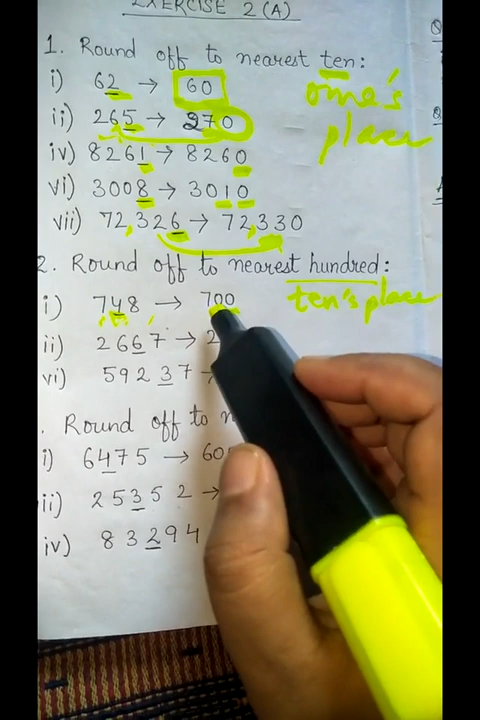 EXERCISE 2(A)
1. Round off to nearest ten:
i) 62 → 60
one's place
ii) 265 → 270
iv) 8261 → 8260
vi) 3008 → 3010
vii) 72,326 → 72,330
2. Round off to nearest hundred:
i) 748 → 700
ten's place
ii) 2667 → 2
vi) 59237 →
. Round off to n
i) 6475 → 60
ii) 25352 →
iv) 83294